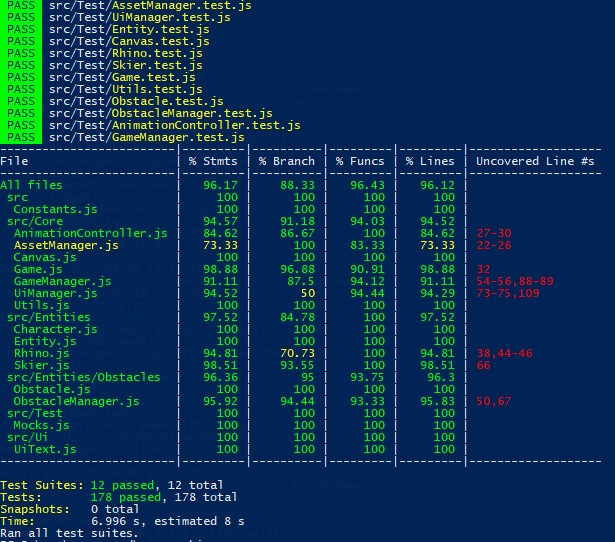 PASS src/Test/AssetManager.test.js
PASS src/Test/UiManager.test.js
PASS src/Test/Entity.test.js
PASS src/Test/Canvas.test.js
PASS src/Test/Rhino.test.js
PASS src/Test/Skier.test.js
PASS src/Test/Game.test.js
PASS src/Test/Utils.test.js
PASS src/Test/Obstacle.test.js
PASS src/Test/ObstacleManager.test.js
PASS src/Test/AnimationController.test.js
PASS src/Test/GameManager.test.js
File | % Stmts | % Branch | % Funcs | % Lines | Uncovered Line #s
All files | 96.17 | 88.33 | 96.43 | 96.12 |
src | 100 | 100 | 100 | 100 |
Constants.js | 100 | 100 | 100 | 100 |
src/Core | 94.57 | 91.18 | 94.03 | 94.52 |
AnimationController.js | 84.62 | 86.67 | 100 | 84.62 | 27-30
AssetManager.js | 73.33 | 100 | 83.33 | 73.33 | 22-26
Canvas.js | 100 | 100 | 100 | 100 |
Game.js | 98.88 | 96.88 | 90.91 | 98.88 | 32
GameManager.js | 91.11 | 87.5 | 94.12 | 91.11 | 54-56,88-89
UiManager.js | 94.52 | 50 | 94.44 | 94.29 | 73-75,109
Utils.js | 100 | 100 | 100 | 100 |
src/Entities | 97.52 | 84.78 | 100 | 97.52 |
Character.js | 100 | 100 | 100 | 100 |
Entity.js | 100 | 100 | 100 | 100 |
Rhino.js | 94.81 | 70.73 | 100 | 94.81 | 38,44-46
Skier.js | 98.51 | 93.55 | 100 | 98.51 | 66
src/Entities/Obstacles | 96.36 | 95 | 93.75 | 96.3 |
Obstacle.js | 100 | 100 | 100 | 100 |
ObstacleManager.js | 95.92 | 94.44 | 93.33 | 95.83 | 50,67
src/Test | 100 | 100 | 100 | 100 |
Mocks.js | 100 | 100 | 100 | 100 |
src/Ui | 100 | 100 | 100 | 100 |
UiText.js | 100 | 100 | 100 | 100 |
Test Suites: 12 passed, 12 total
Tests: 178 passed, 178 total
Snapshots: 0 total
Time: 6.996 s, estimated 8 s
Ran all test suites.